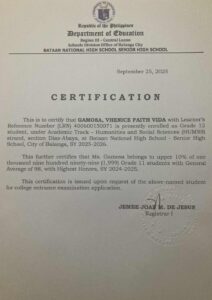 Republic of the Philippines
Department of Education
Region III - Central Luzon
Schools Division Office of Balanga City
BATAAN NATIONAL HIGH SCHOOL SENIOR HIGH SCHOOL
September 25, 2025
CERTIFICATION
This is to certify that GAMOSA, VHENICE FAITH VIDA with Learner's
Reference Number (LRN) is presently enrolled as Grade 12
student, under Academic Track – Humanities and Social Sciences (HUMSS)
strand, section at Bataan National High School – Senior High
School, City of Balanga, SY 2025-2026.
This further certifies that Ms. Gamosa belongs to upper 10% of one
thousand nine hundred ninety-nine (1,999) Grade 11 students with General
Average of 98, with Highest Honors, SY 2024-2025.
This certification is issued upon request of the above-named student
for college entrance examination application.
DE JESUS
Registrar I